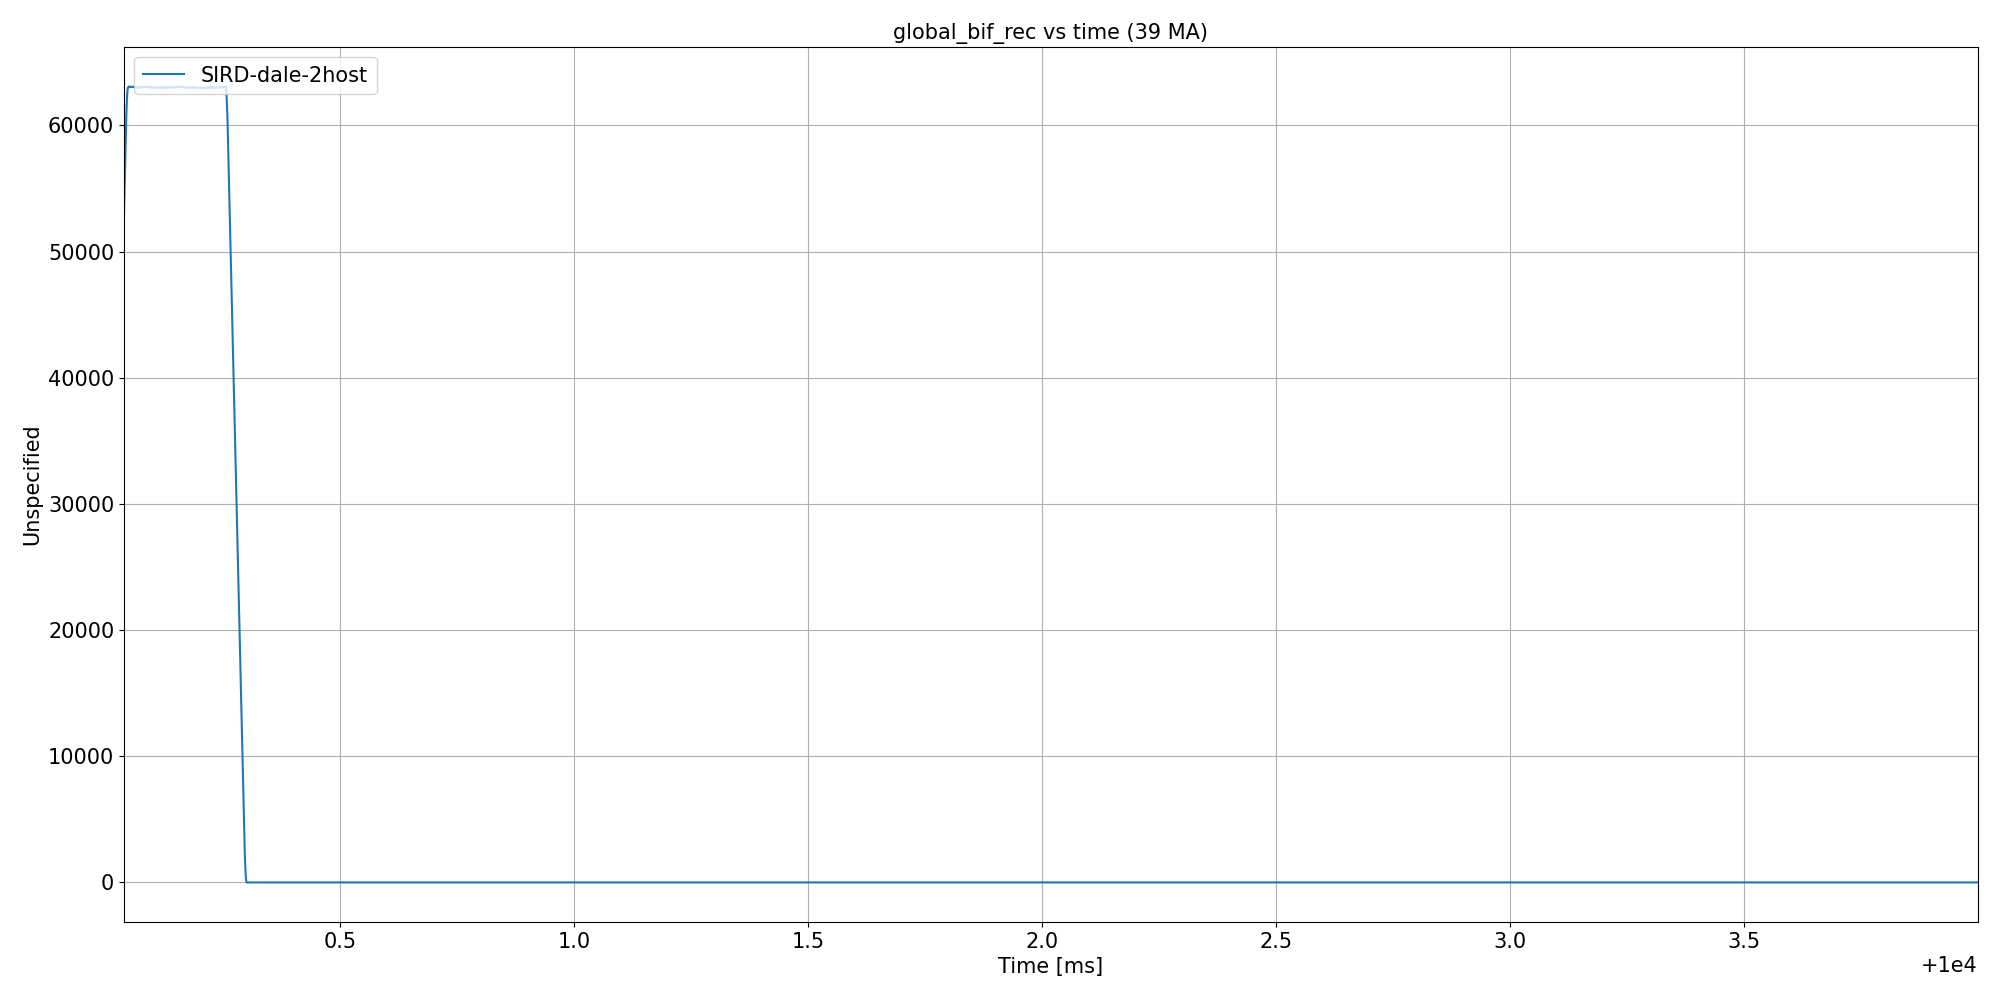 global_bif_rec vs time (39 MA)
SIRD-dale-2host
60000
50000
40000
30000
20000
10000
0
Unspecified
0.5 1.0 1.5 2.0 2.5 3.0 3.5
Time [ms]
+1e4